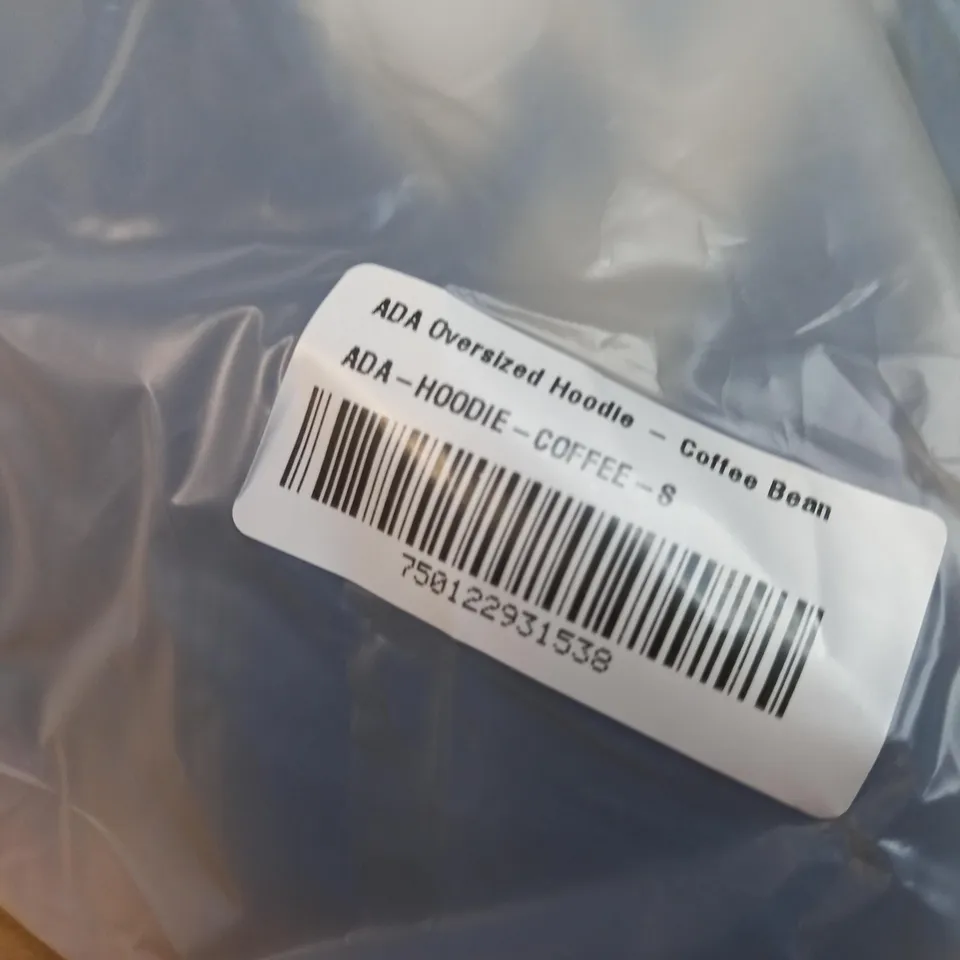 ADA Oversized Hoodie - Coffee Bean
ADA-HOODIE-COFFEE-S
750122931538